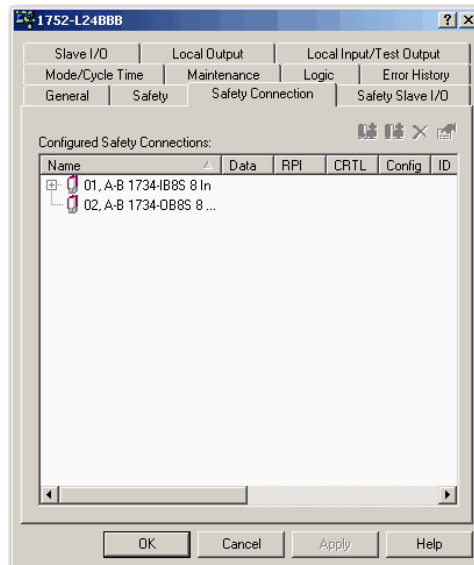 1752-L24BBB
Slave I/O Local Output Local Input/Test Output
Mode/Cycle Time Maintenance Logic Error History
General Safety Safety Connection Safety Slave I/O
Configured Safety Connections:
Name Data RPI CRTL Config ID
01, A-B 1734-IB8S 8 In
02, A-B 1734-OB8S 8 ...
OK Cancel Apply Help